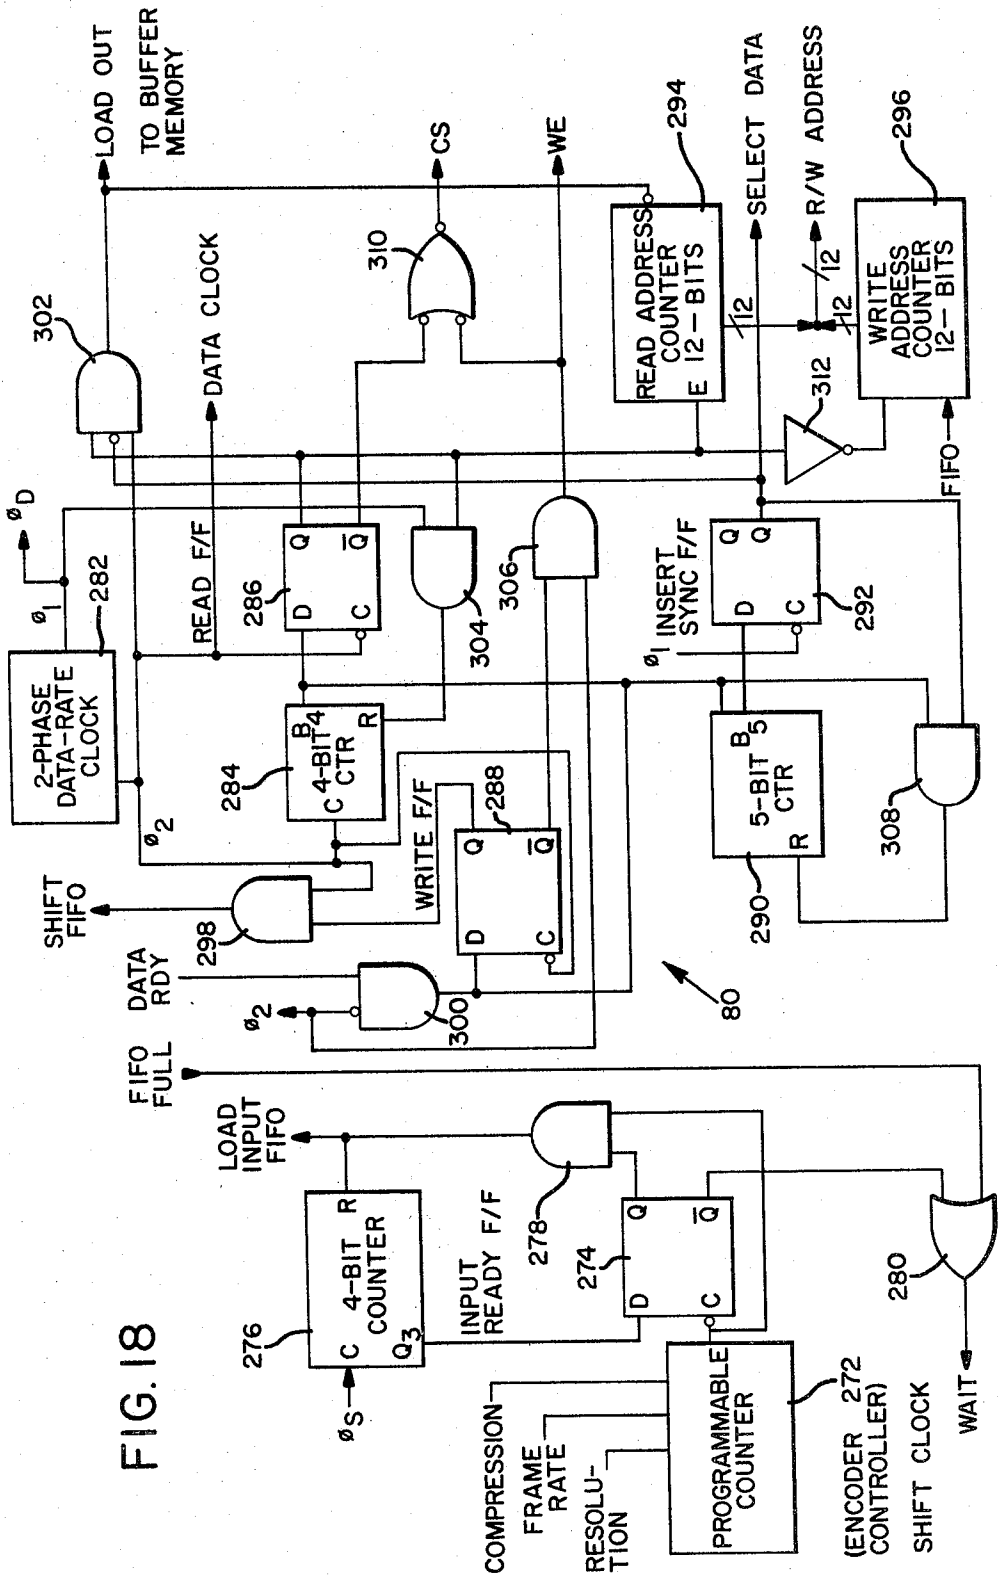 FIG. 18
2-PHASE
DATA-RATE
CLOCK
282
ø1
øD
ø2
302
LOAD OUT
TO BUFFER
MEMORY
DATA CLOCK
READ F/F
SHIFT
FIFO
298
284
4-BIT
CTR
B4
C
R
286
D
C
Q
Q̅
304
310
CS
WE
DATA
RDY
ø2
300
WRITE F/F
288
D
C
Q
Q̅
306
READ ADDRESS
COUNTER
12-BITS
E
294
12
SELECT DATA
R/W ADDRESS
12
12
WRITE
ADDRESS
COUNTER
12-BITS
296
FIFO
312
ø1 INSERT
SYNC F/F
D
C
Q
Q
292
5-BIT
CTR
B5
R
290
308
80
FIFO
FULL
LOAD INPUT
FIFO
276
4-BIT
COUNTER
C
R
Q3
øS
INPUT
READY F/F
278
274
D
C
Q
Q̅
280
WAIT
COMPRESSION
FRAME
RATE
RESOLU-
TION
PROGRAMMABLE
COUNTER
E
272
(ENCODER
CONTROLLER)
SHIFT CLOCK